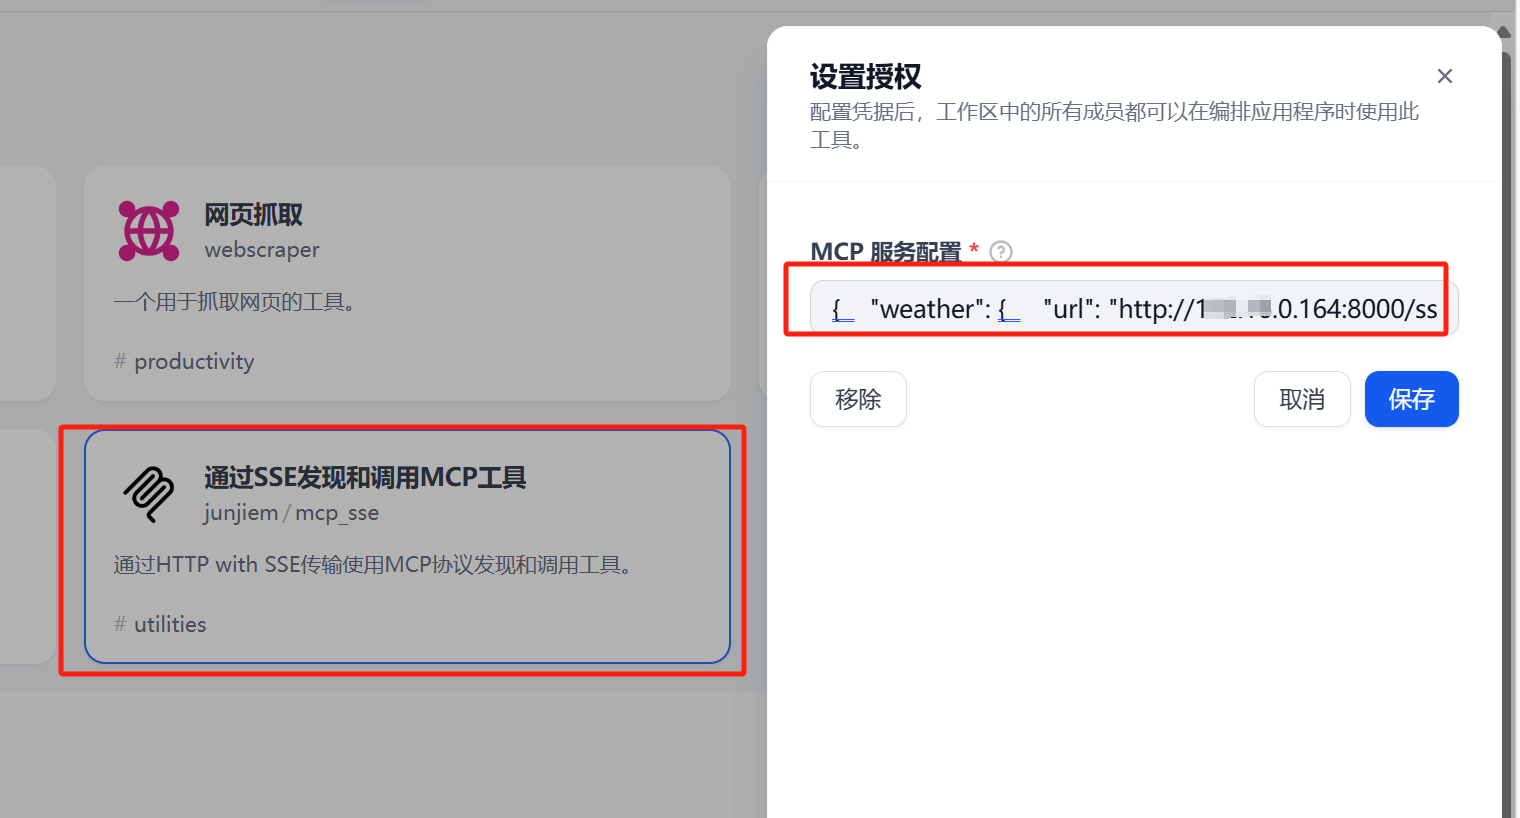 网页抓取
webscraper
一个用于抓取网页的工具。
# productivity
通过SSE发现和调用MCP工具
junjiem / mcp_sse
通过HTTP with SSE传输使用MCP协议发现和调用工具。
# utilities
设置授权
配置凭据后，工作区中的所有成员都可以在编排应用程序时使用此
工具。
MCP 服务配置 *
{ "weather": { "url": "http://1 .0.164:8000/ss
移除
取消
保存